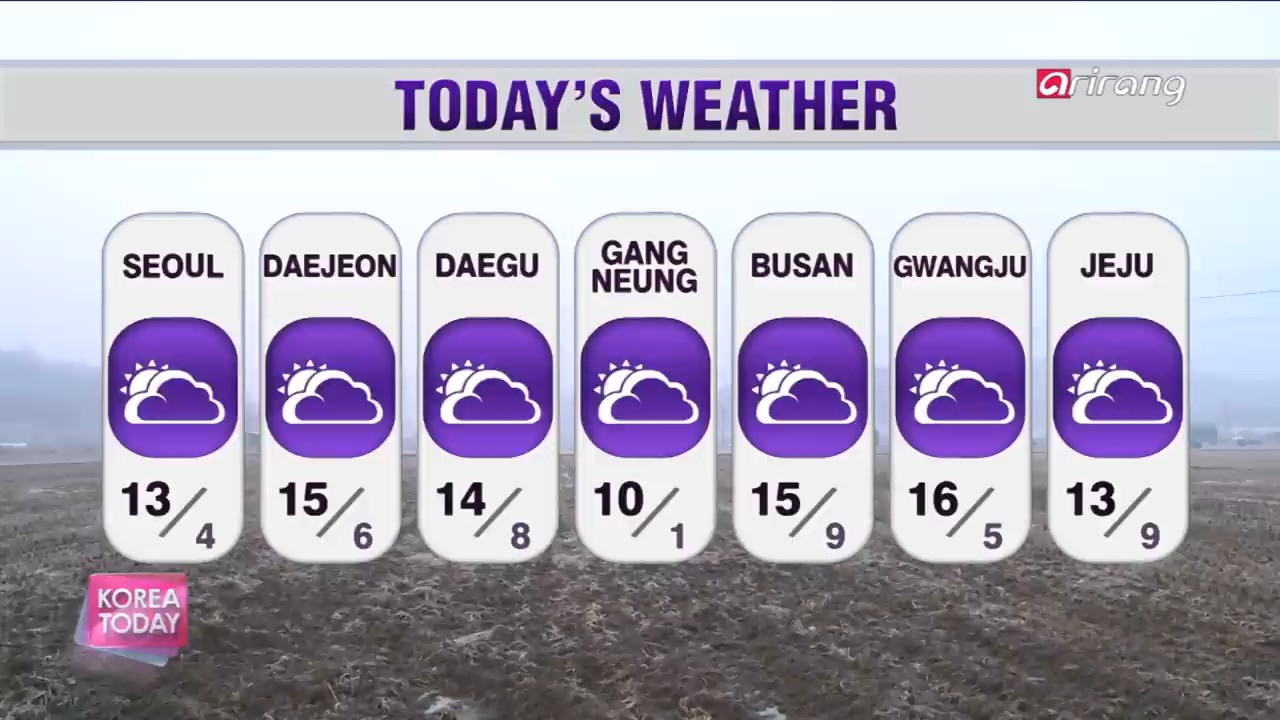 TODAY'S WEATHER
arirang
SEOUL
DAEJEON
DAEGU
GANG
NEUNG
BUSAN
GWANGJU
JEJU
13/4
15/6
14/8
10/1
15/9
16/5
13/9
KOREA
TODAY